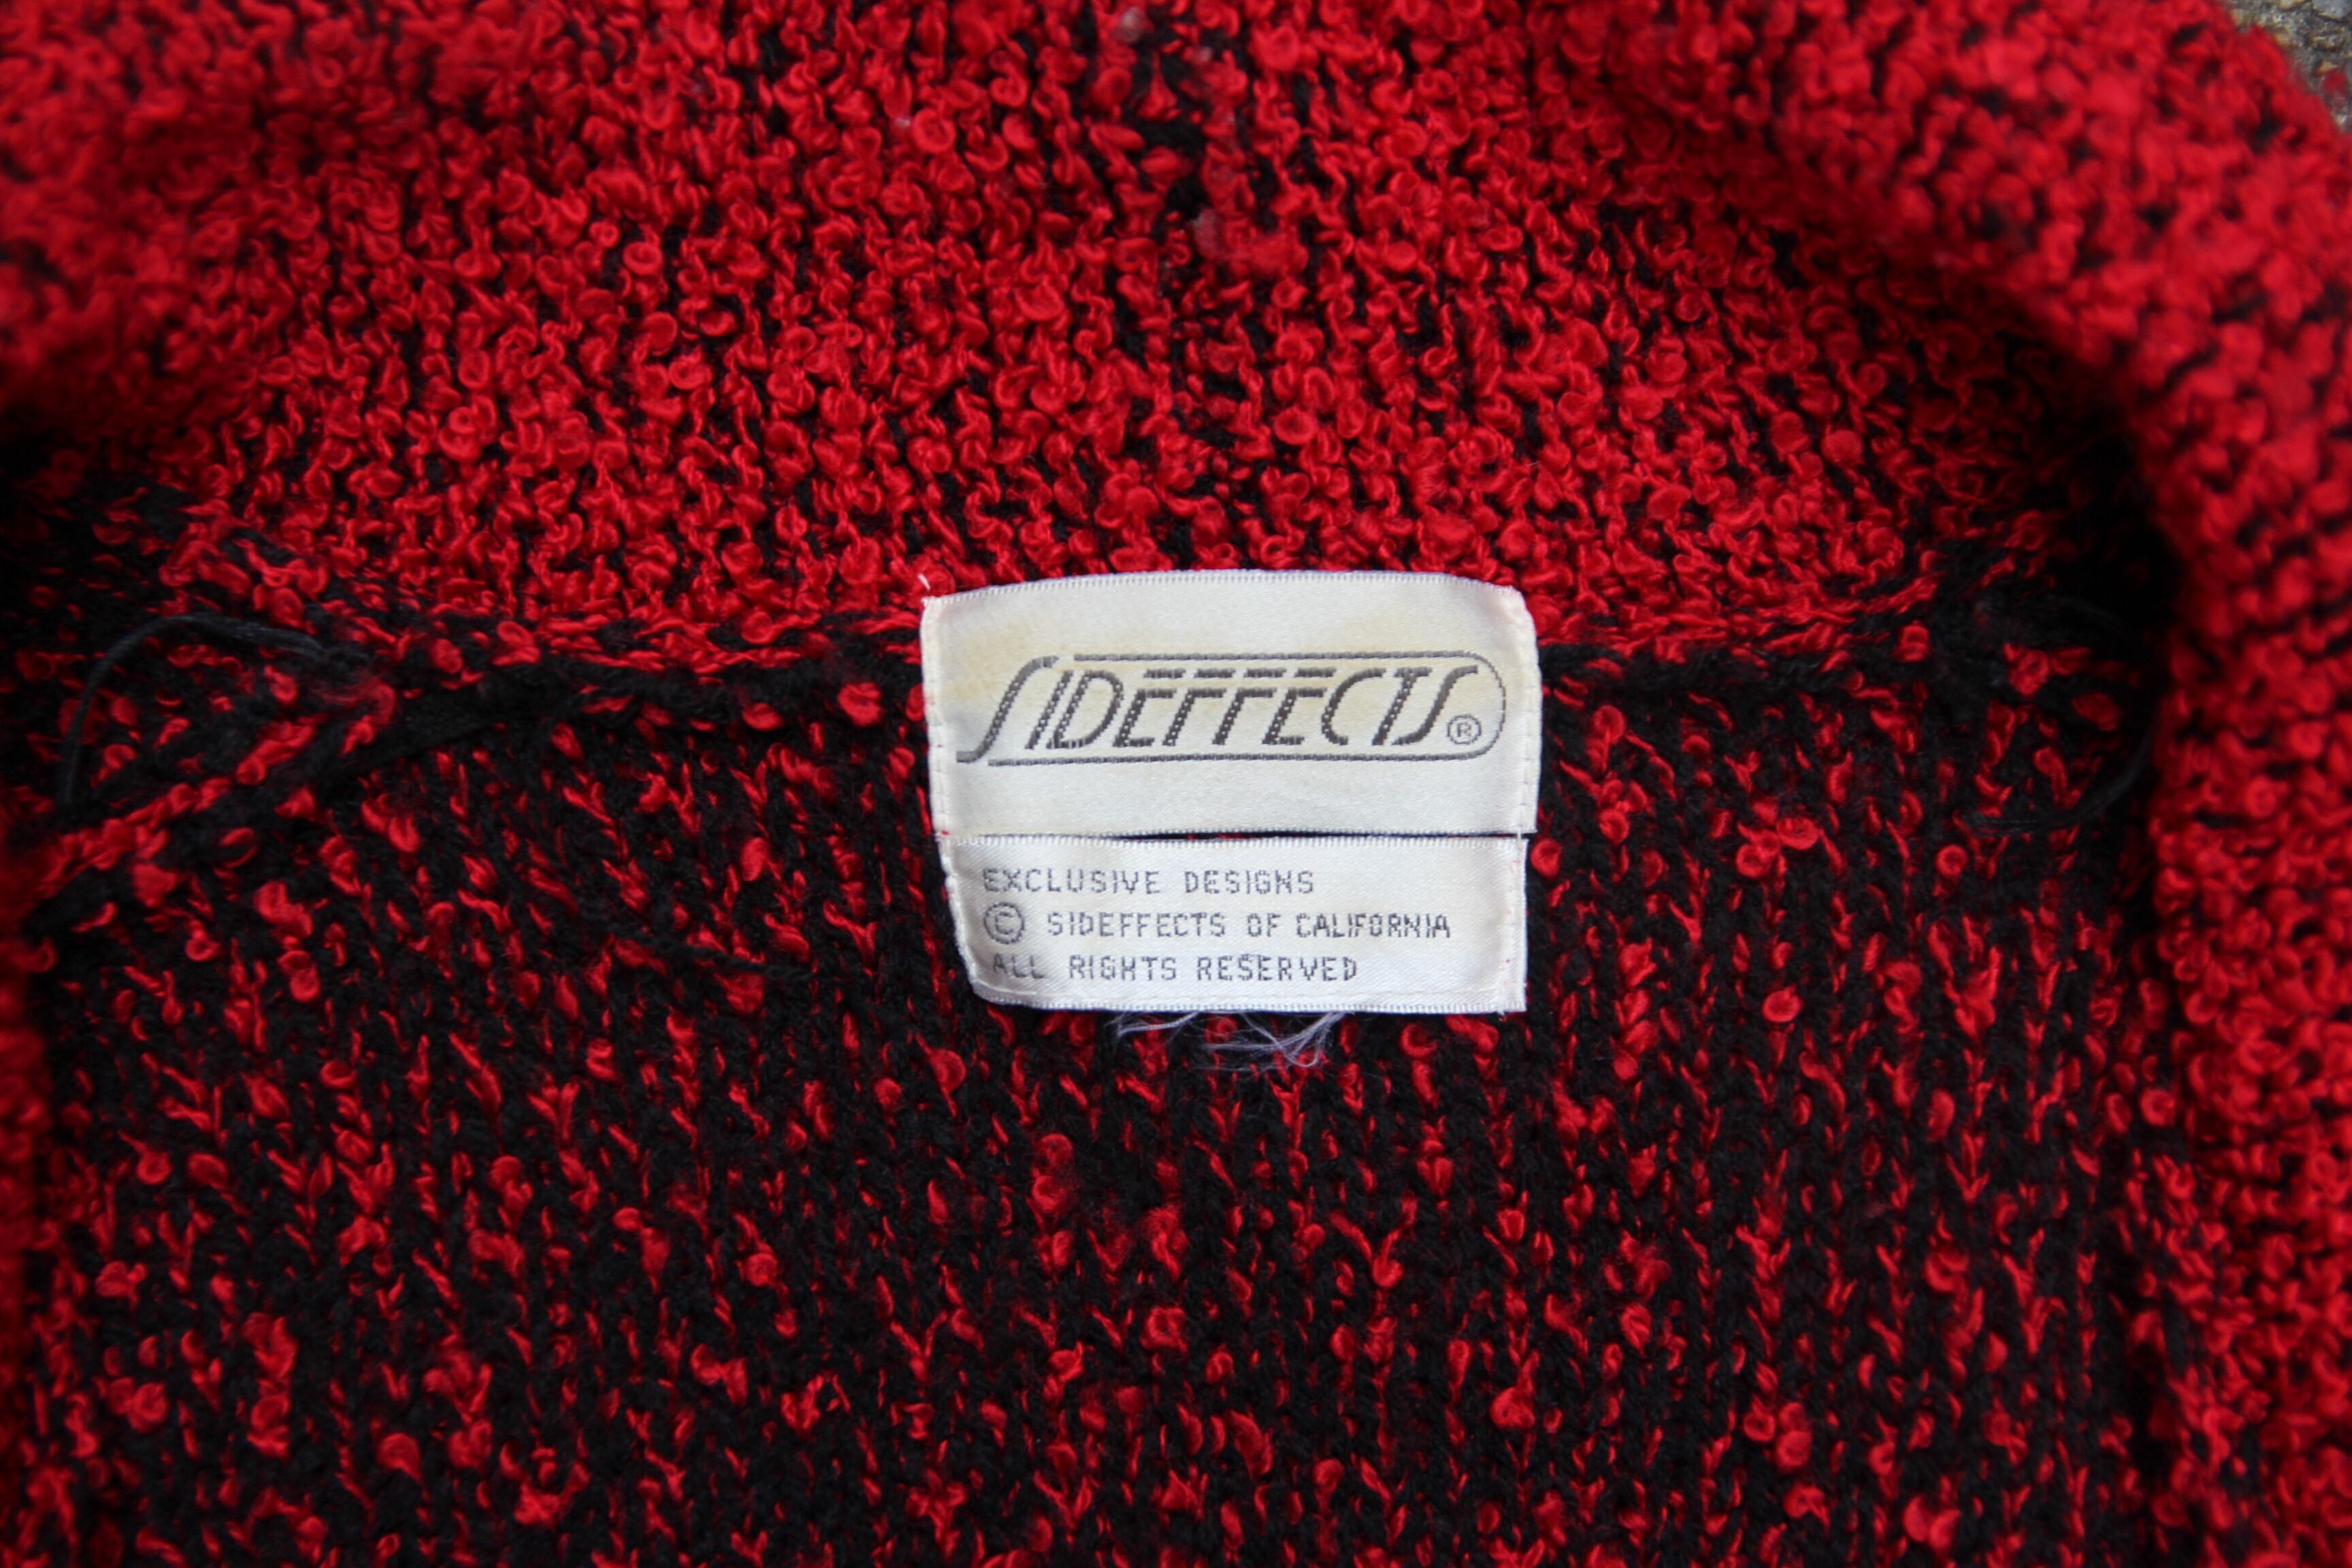 SIDEFFECTS®
EXCLUSIVE DESIGNS
© SIDEFFECTS OF CALIFORNIA
ALL RIGHTS RESERVED